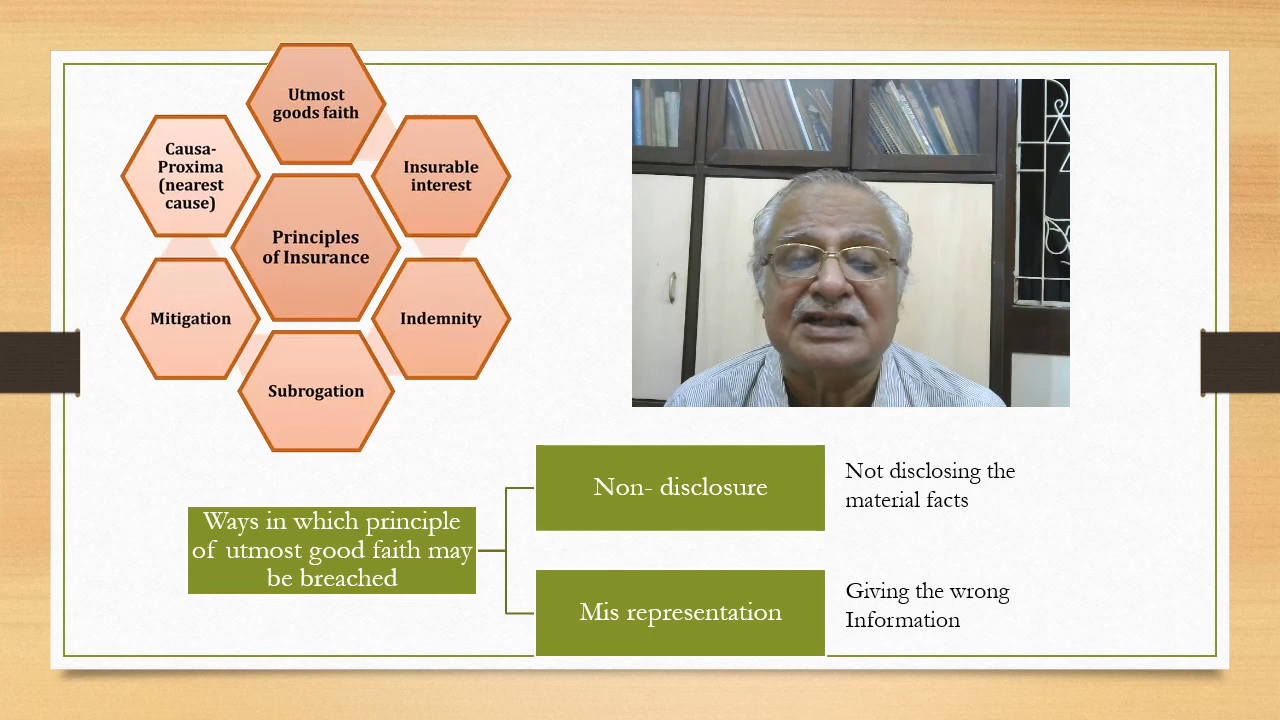 Utmost
goods faith
Causa-
Proxima
(nearest
cause)
Insurable
interest
Principles
of Insurance
Mitigation
Indemnity
Subrogation
Non- disclosure
Not disclosing the
material facts
Ways in which principle
of utmost good faith may
be breached
Mis representation
Giving the wrong
Information